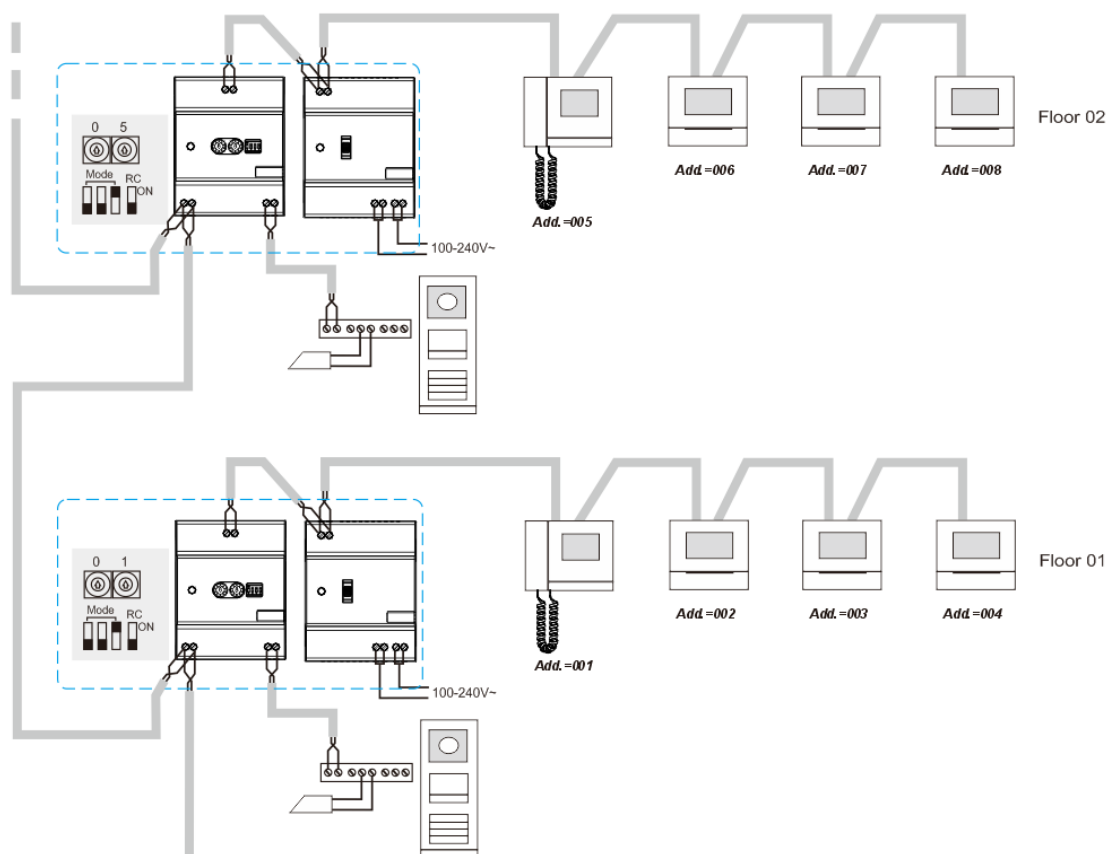 0 5
Mode RC
ON
100-240V~
Add.=005
Add.=006
Add.=007
Add.=008
Floor 02
0 1
Mode RC
ON
100-240V~
Add.=001
Add.=002
Add.=003
Add.=004
Floor 01